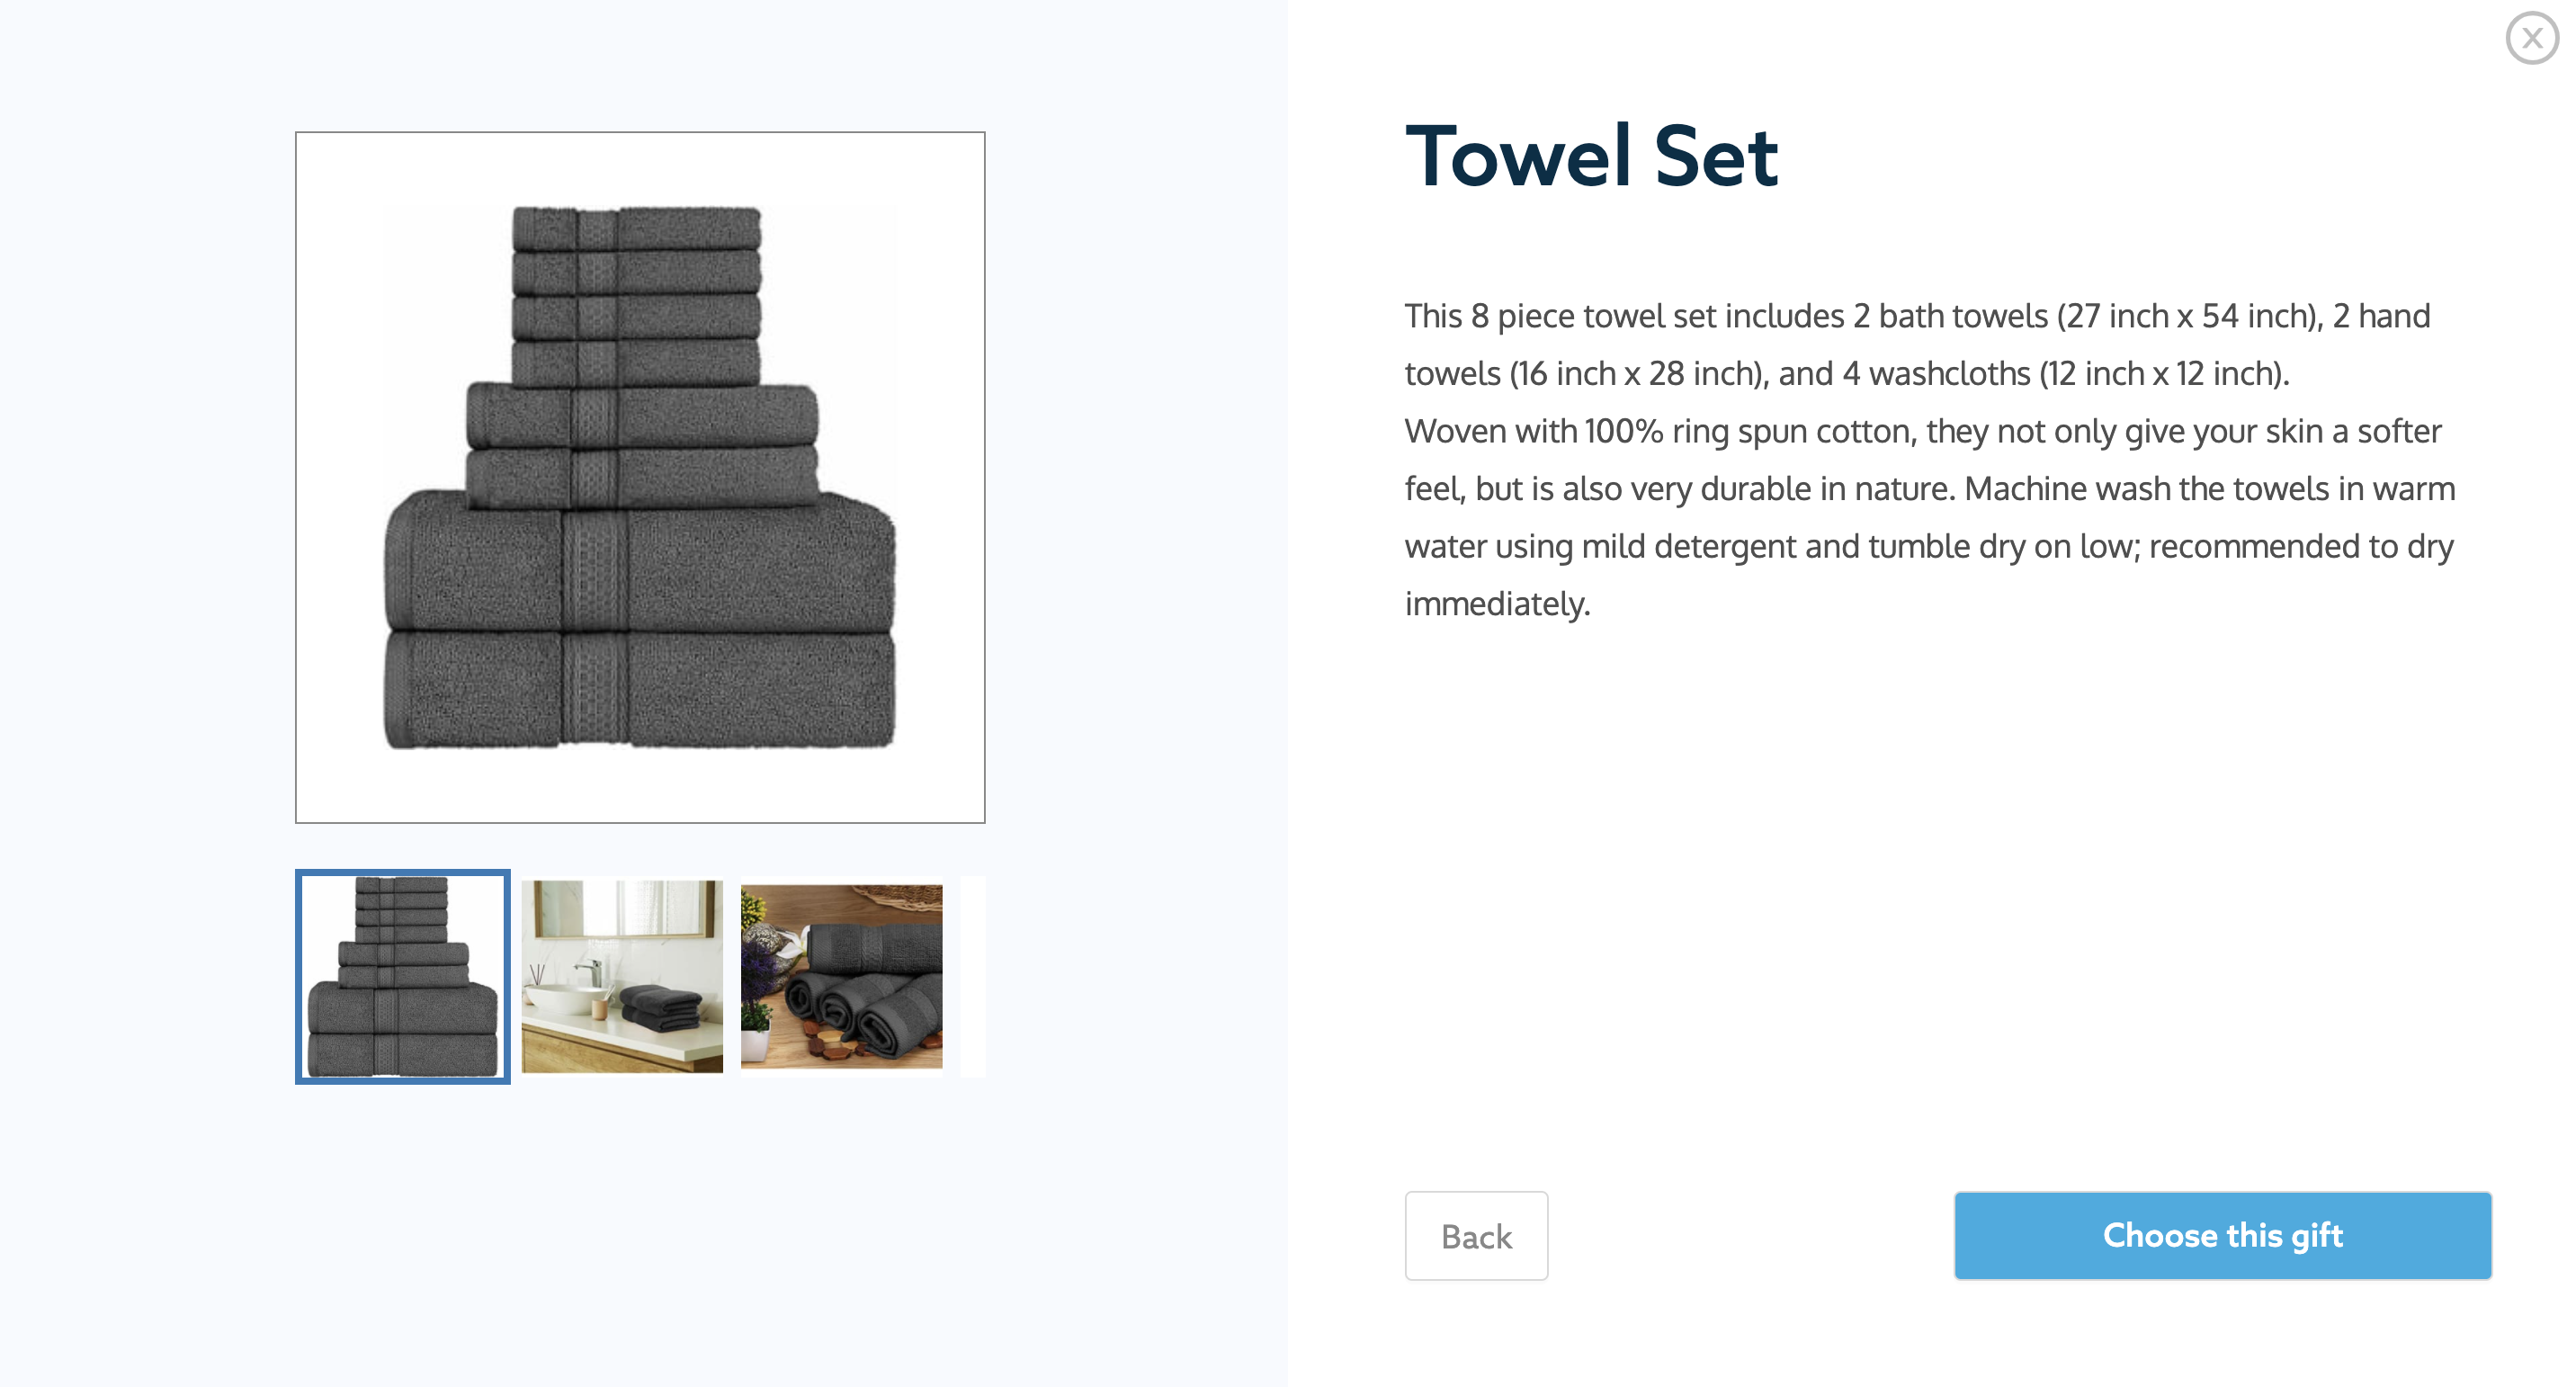 X
Towel Set
This 8 piece towel set includes 2 bath towels (27 inch x 54 inch), 2 hand
towels (16 inch x 28 inch), and 4 washcloths (12 inch x 12 inch).
Woven with 100% ring spun cotton, they not only give your skin a softer
feel, but is also very durable in nature. Machine wash the towels in warm
water using mild detergent and tumble dry on low; recommended to dry
immediately.
Back
Choose this gift